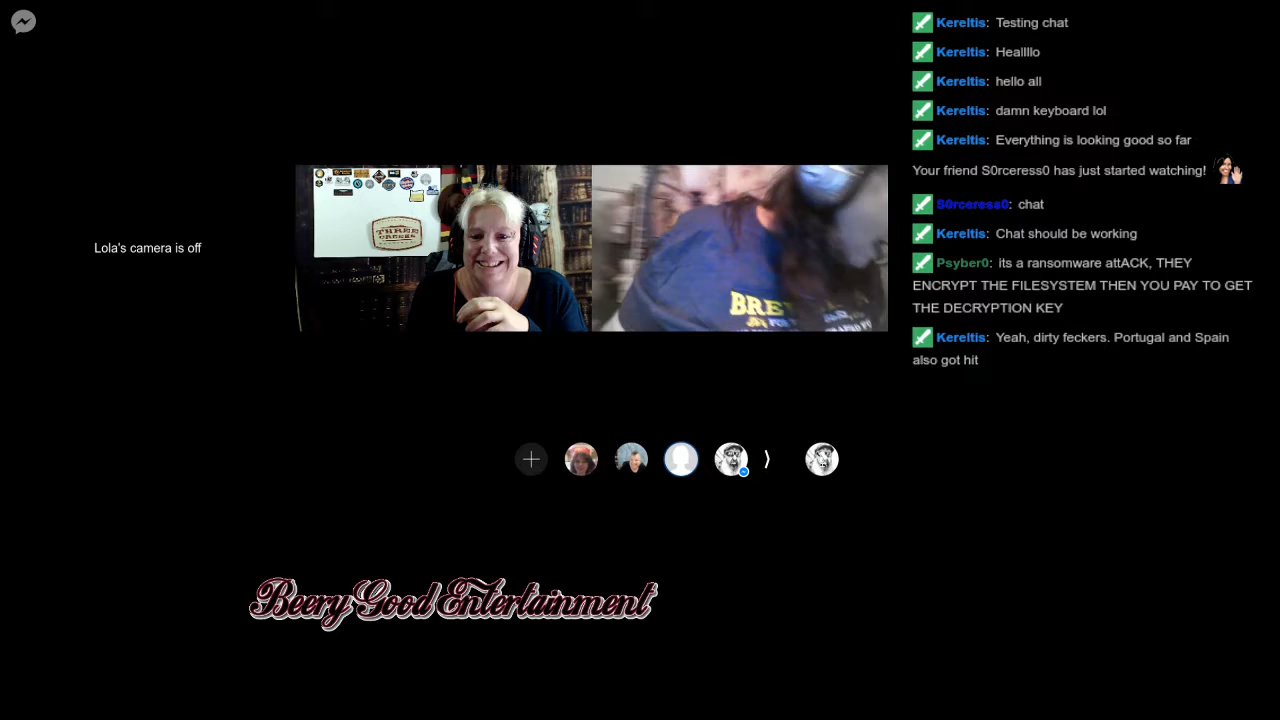 Kereltis: Testing chat
Kereltis: Heallllo
Kereltis: hello all
Kereltis: damn keyboard lol
Kereltis: Everything is looking good so far
Your friend S0rceress0 has just started watching!
S0rceress0: chat
Kereltis: Chat should be working
Psyber0: its a ransomware attACK, THEY
ENCRYPT THE FILESYSTEM THEN YOU PAY TO GET
THE DECRYPTION KEY
Kereltis: Yeah, dirty feckers. Portugal and Spain
also got hit
Lola's camera is off
THREE
CREEKS
Beery Good Entertainment